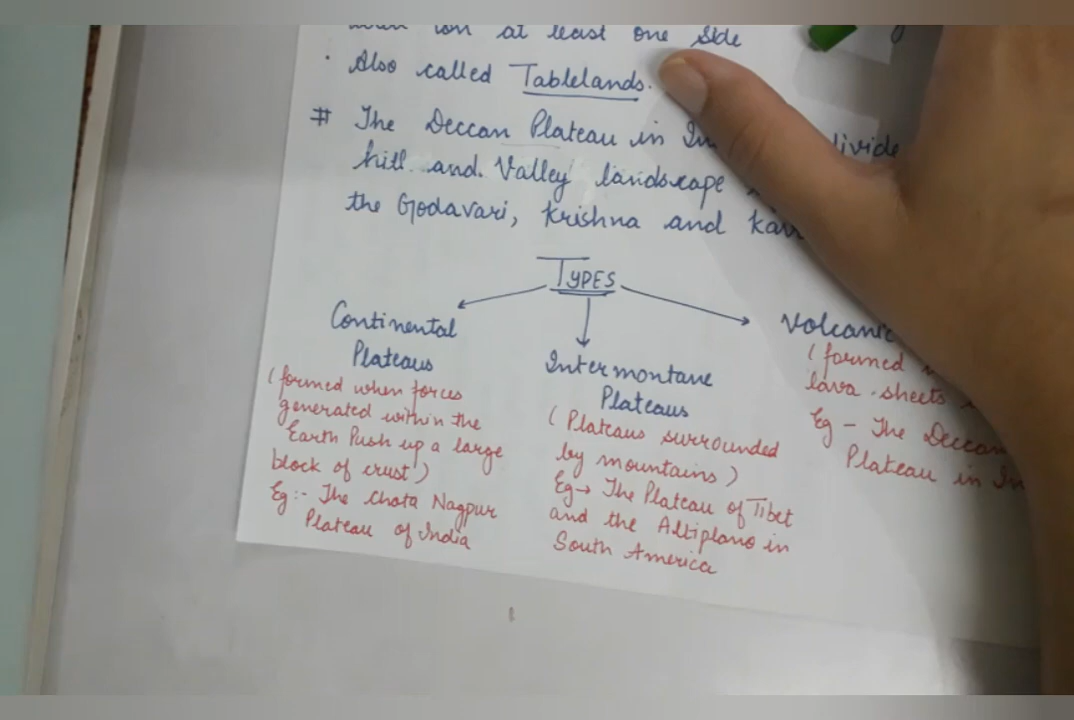 at least one side
· Also called Tablelands.
# The Deccan Plateau in divide
hill and Valley landscape
the Godavari, Krishna and
TYPES
Continental
Plateaus
(formed when forces
generated within the
Earth Push up a large
block of crust)
Eg:- The Chota Nagpur
Plateau of India
Intermontane
Plateaus
(Plateaus surrounded
by mountains)
Eg→ The Plateau of Tibet
and the Altiplano in
South America
Volcanic
(formed
lava sheets
Eg - The Deccan
Plateau in